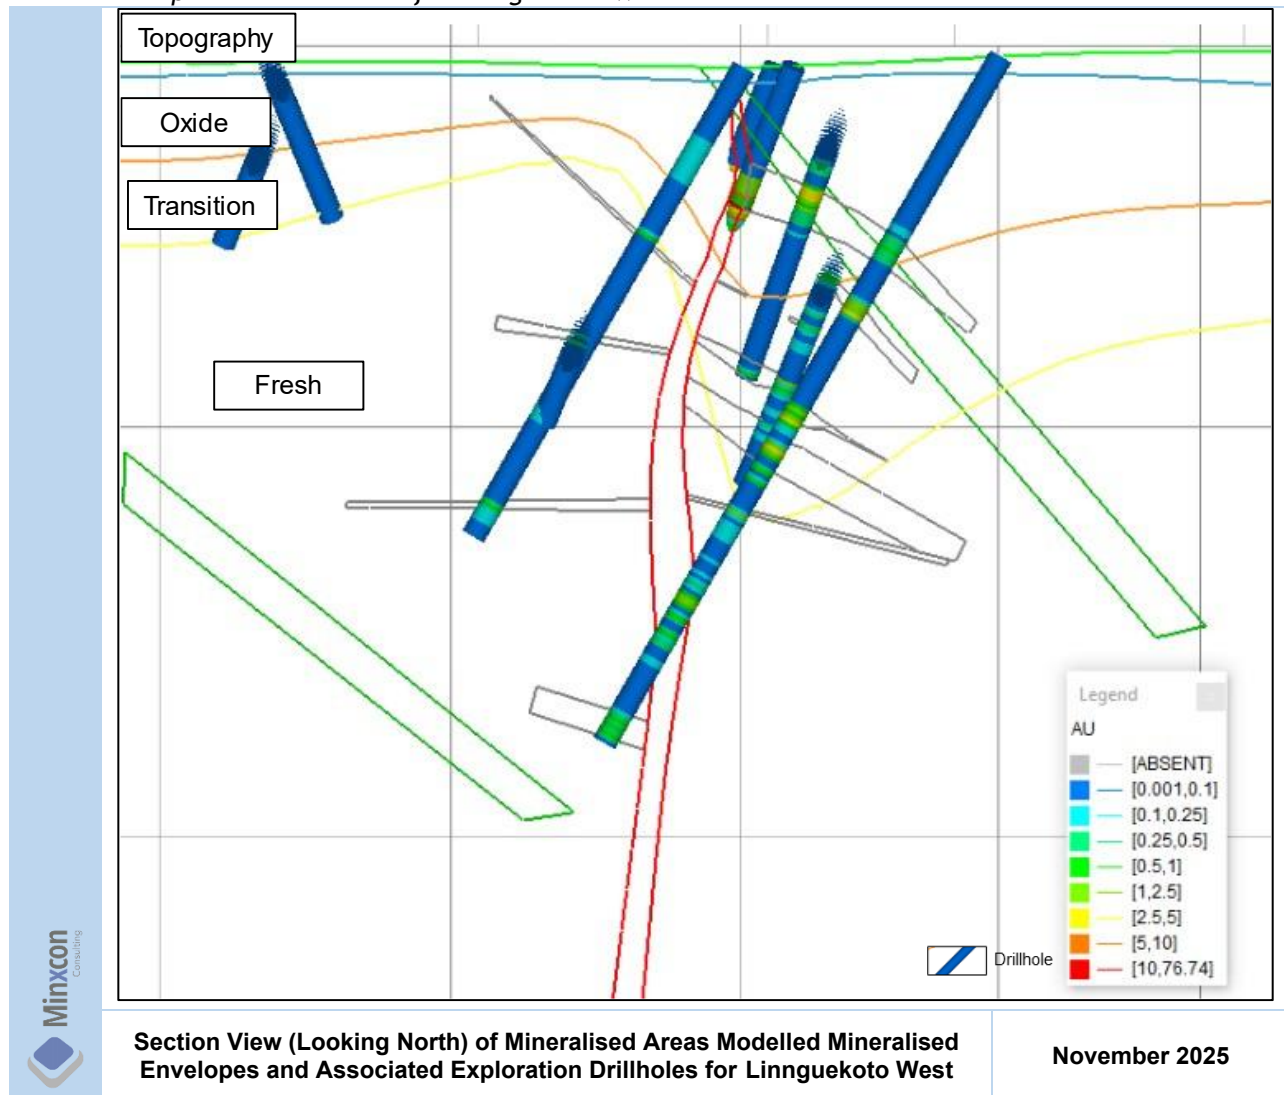 Topography
Oxide
Transition
Fresh
Legend
AU
[ABSENT]
[0.001,0.1]
[0.1,0.25]
[0.25,0.5]
[0.5,1]
[1,2.5]
[2.5,5]
[5,10]
[10,76.74]
Drillhole
Minxcon
Consulting
Section View (Looking North) of Mineralised Areas Modelled Mineralised
Envelopes and Associated Exploration Drillholes for Linnguekoto West
November 2025